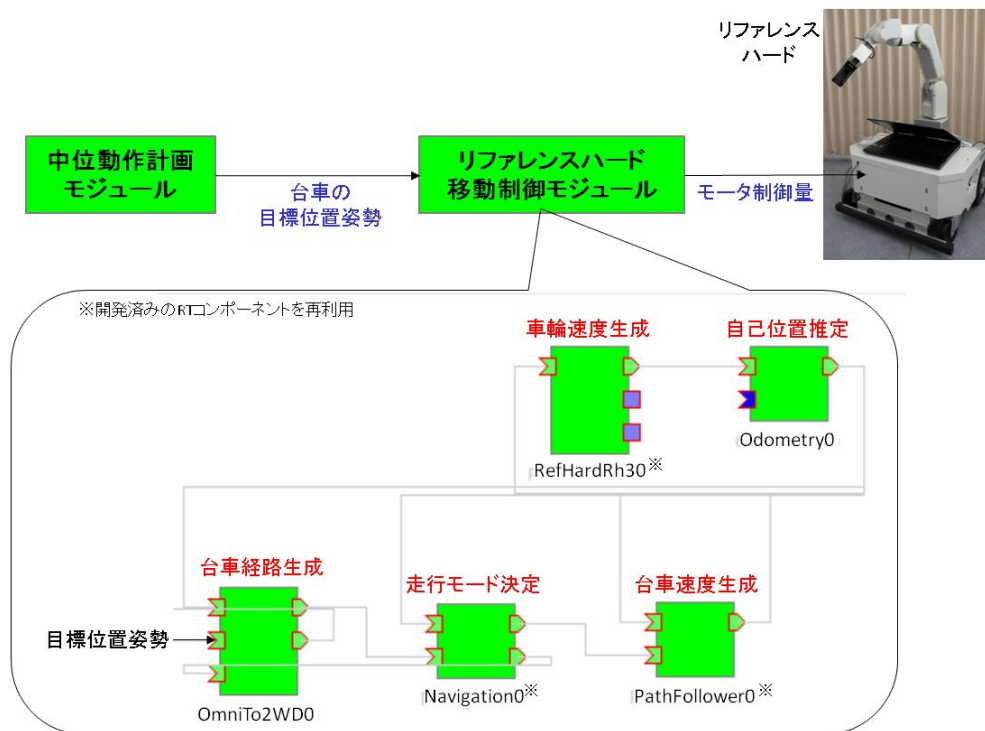 リファレンス
ハード
中位動作計画
モジュール
台車の
目標位置姿勢
リファレンスハード
移動制御モジュール
モータ制御量
※開発済みのRTコンポーネントを再利用
車輪速度生成
自己位置推定
RefHardRh30※
Odometry0
台車経路生成
走行モード決定
台車速度生成
目標位置姿勢
OmniTo2WD0
Navigation0※
PathFollower0※